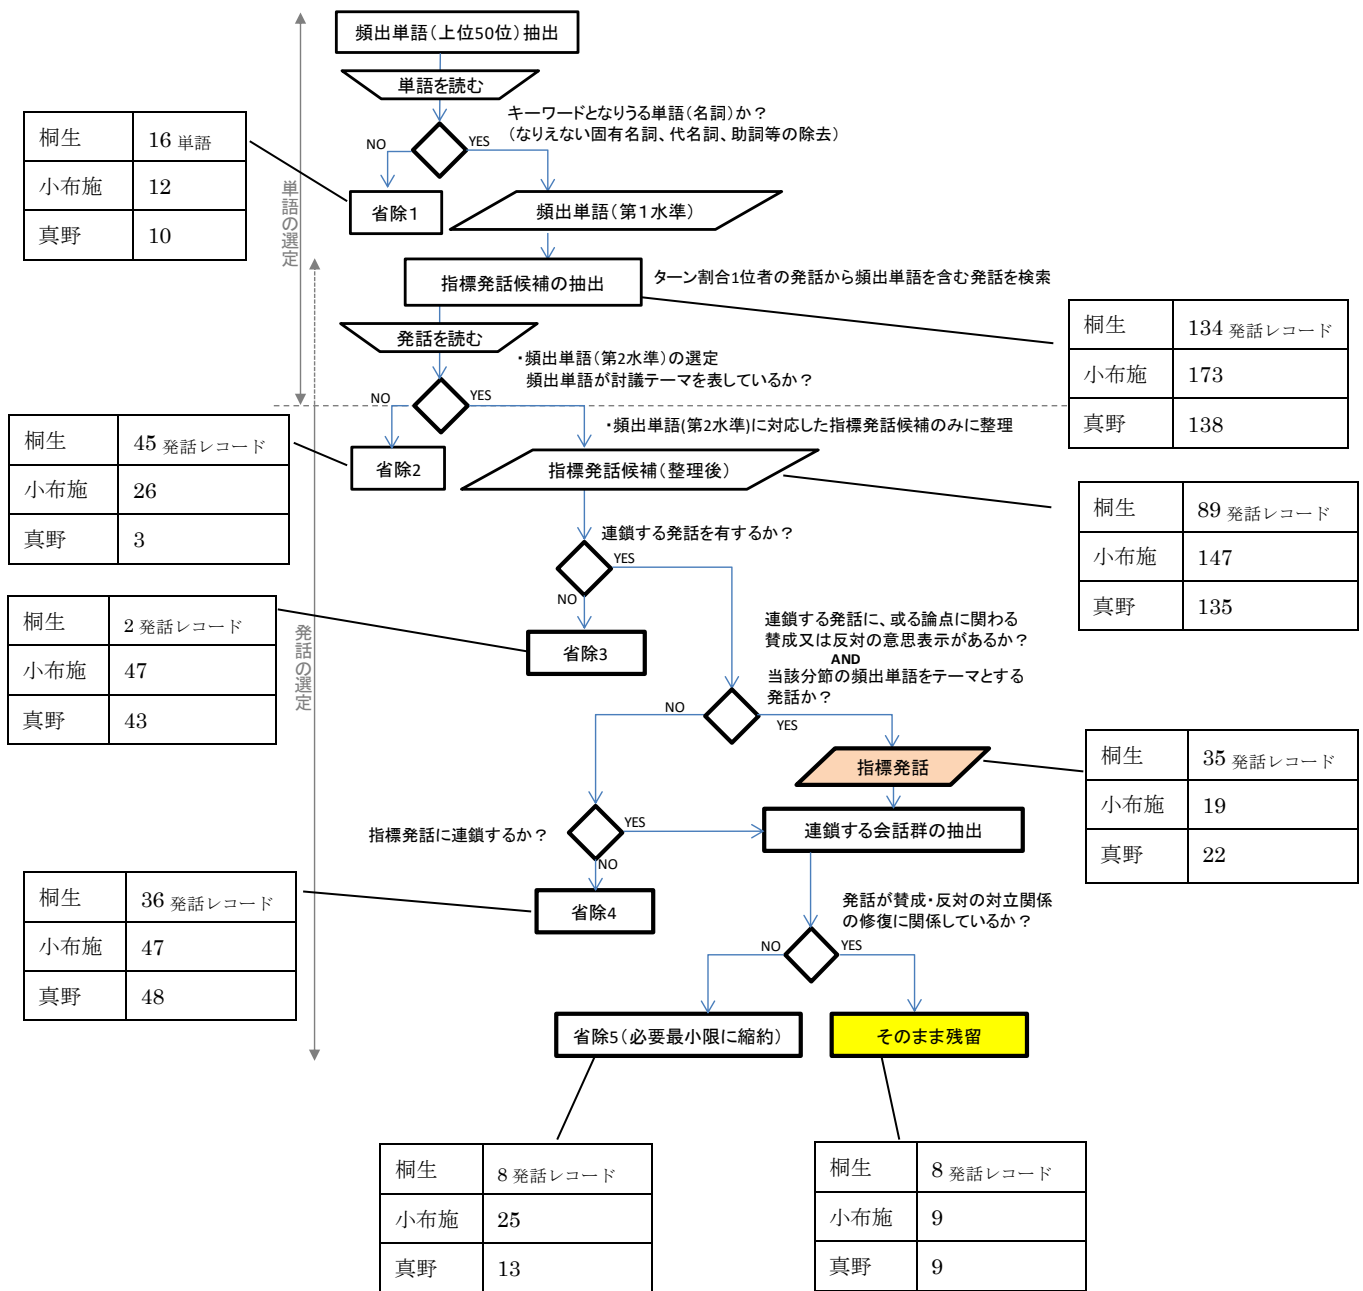 頻出単語（上位50位）抽出
単語を読む
キーワードとなりうる単語（名詞）か？
（なりえない固有名詞、代名詞、助詞等の除去）
NO
YES
桐生 16 単語
小布施 12
真野 10
単語の選定
省除１
頻出単語（第１水準）
指標発話候補の抽出
ターン割合1位者の発話から頻出単語を含む発話を検索
桐生 134 発話レコード
小布施 173
真野 138
発話を読む
・頻出単語（第2水準）の選定
頻出単語が討議テーマを表しているか？
NO
YES
・頻出単語(第2水準)に対応した指標発話候補のみに整理
桐生 45 発話レコード
小布施 26
真野 3
省除2
指標発話候補（整理後）
桐生 89 発話レコード
小布施 147
真野 135
連鎖する発話を有するか？
YES
NO
桐生 2 発話レコード
小布施 47
真野 43
発話の選定
省除3
連鎖する発話に、或る論点に関わる
賛成又は反対の意思表示があるか？
AND
当該分節の頻出単語をテーマとする
発話か？
NO
YES
指標発話
桐生 35 発話レコード
小布施 19
真野 22
指標発話に連鎖するか？
YES
NO
連鎖する会話群の抽出
桐生 36 発話レコード
小布施 47
真野 48
省除4
発話が賛成・反対の対立関係
の修復に関係しているか？
NO
YES
省除5（必要最小限に縮約）
そのまま残留
桐生 8 発話レコード
小布施 25
真野 13
桐生 8 発話レコード
小布施 9
真野 9